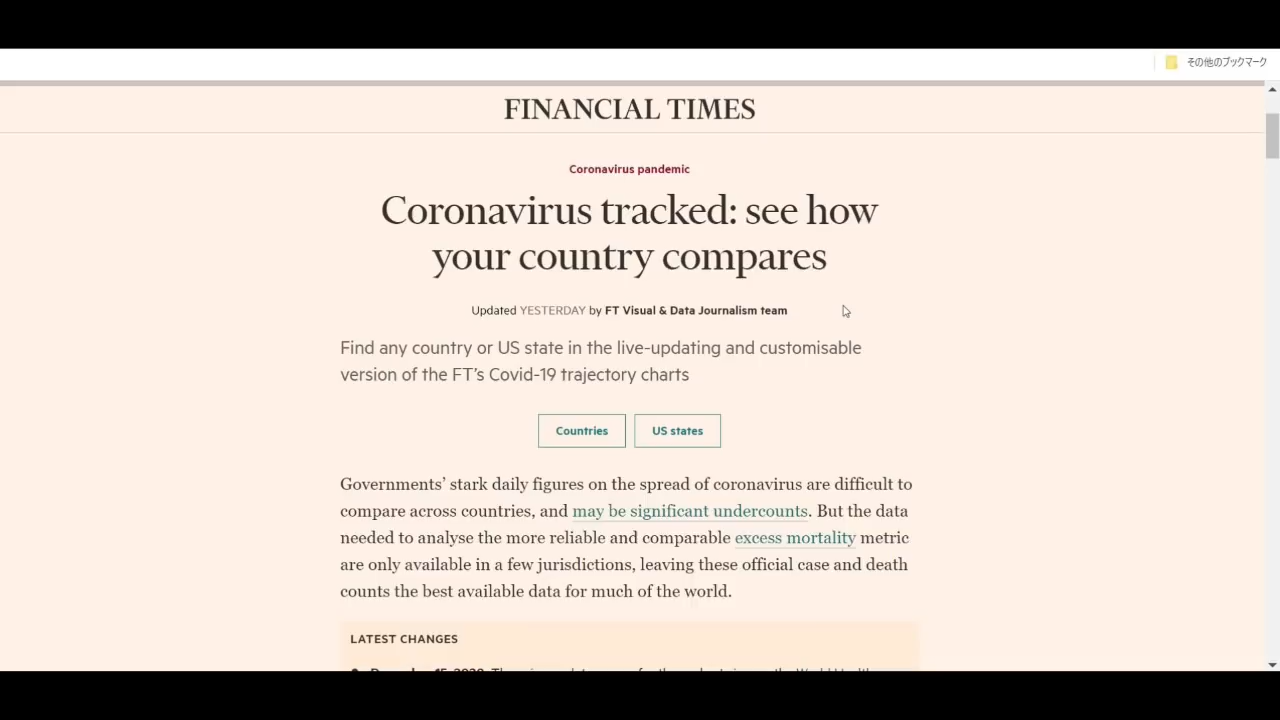 その他のブックマーク
FINANCIAL TIMES
Coronavirus pandemic
Coronavirus tracked: see how
your country compares
Updated YESTERDAY by FT Visual & Data Journalism team
Find any country or US state in the live-updating and customisable
version of the FT’s Covid-19 trajectory charts
Countries
US states
Governments’ stark daily figures on the spread of coronavirus are difficult to
compare across countries, and may be significant undercounts. But the data
needed to analyse the more reliable and comparable excess mortality metric
are only available in a few jurisdictions, leaving these official case and death
counts the best available data for much of the world.
LATEST CHANGES